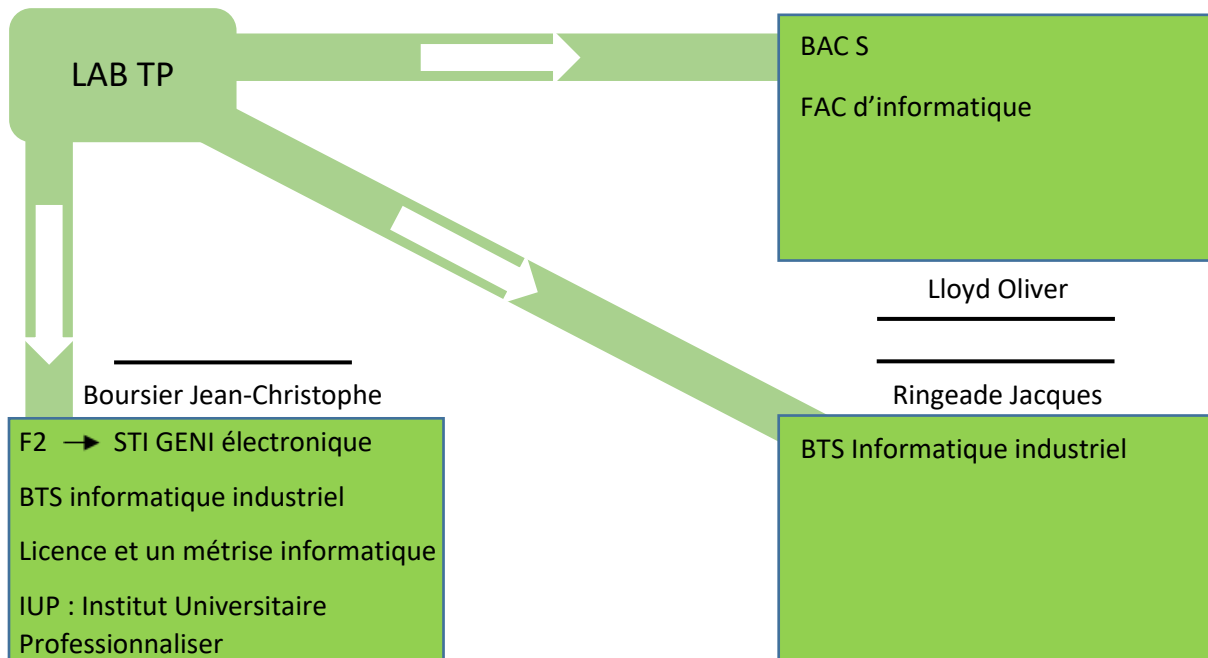 LAB TP
BAC S
FAC d’informatique
Lloyd Oliver
Boursier Jean-Christophe
F2 → STI GENI électronique
BTS informatique industriel
Licence et un métrise informatique
IUP : Institut Universitaire
Professionnaliser
Ringeade Jacques
BTS Informatique industriel